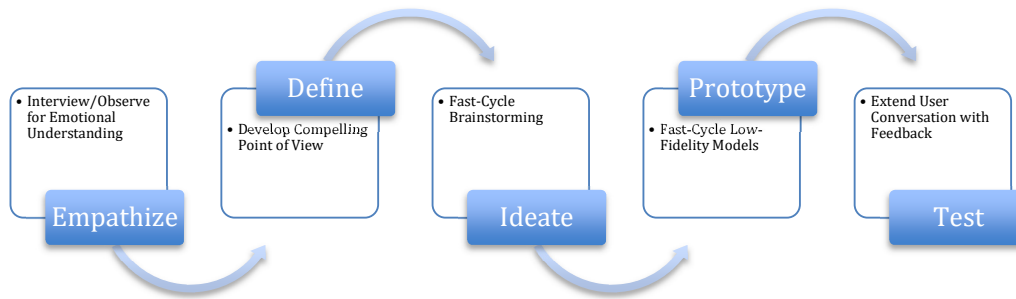 • Interview/Observe
for Emotional
Understanding
Empathize
Define
• Develop Compelling
Point of View
• Fast-Cycle
Brainstorming
Ideate
Prototype
• Fast-Cycle Low-
Fidelity Models
• Extend User
Conversation with
Feedback
Test